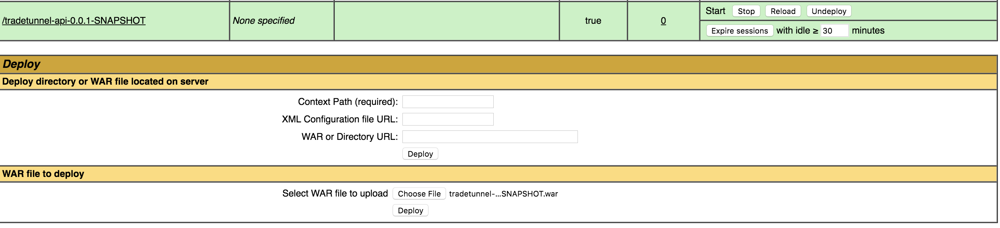 /tradetunnel-api-0.0.1-SNAPSHOT None specified true 0 Start Stop Reload Undeploy
Expire sessions with idle ≥ 30 minutes
Deploy
Deploy directory or WAR file located on server
Context Path (required):
XML Configuration file URL:
WAR or Directory URL:
Deploy
WAR file to deploy
Select WAR file to upload Choose File tradetunnel-...SNAPSHOT.war
Deploy